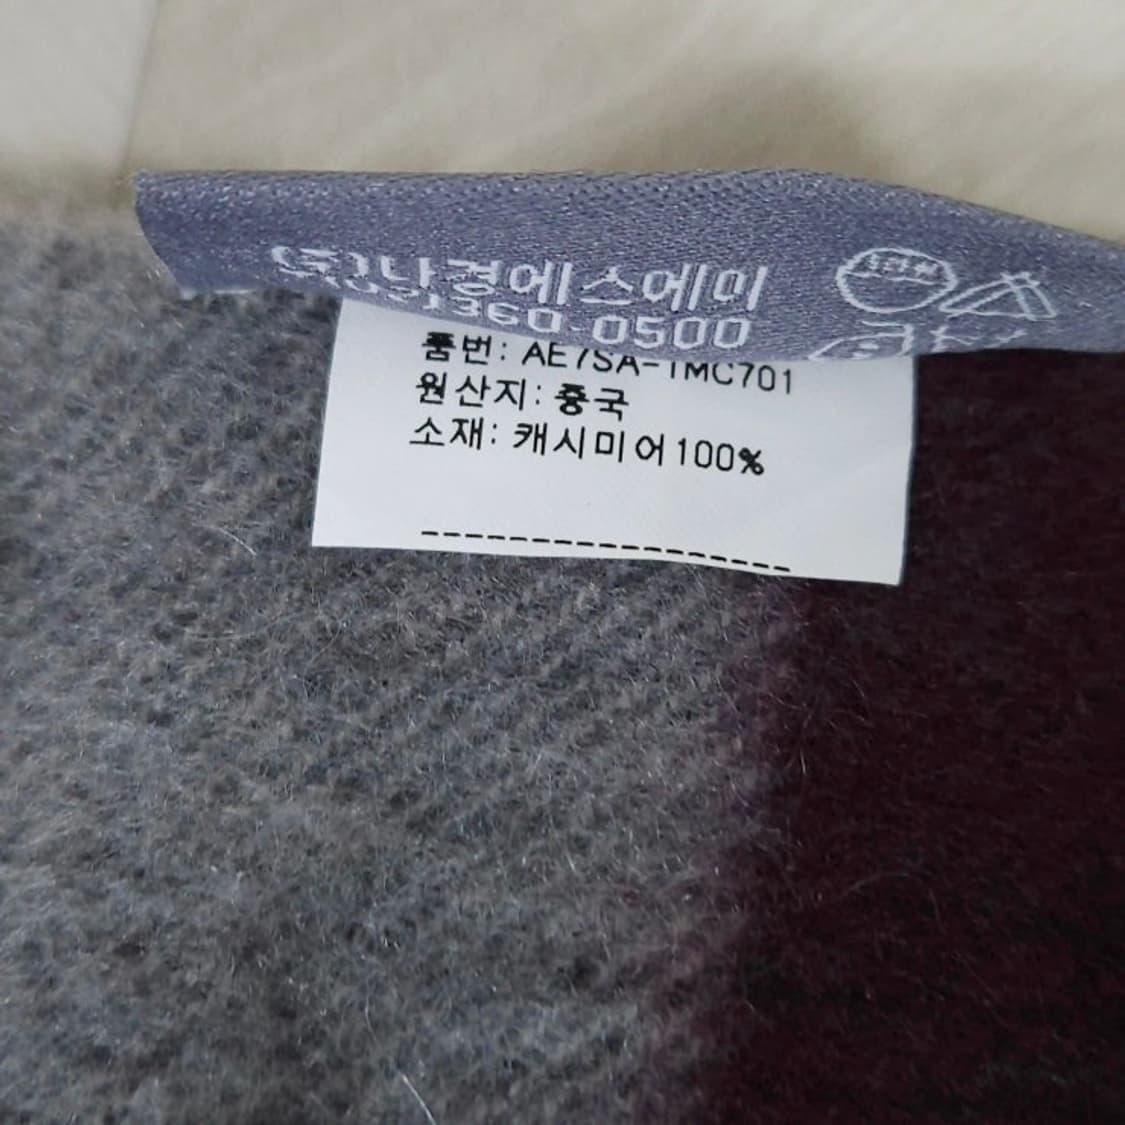 (주)나경에스에미
(02)360-0500
품번: AE7SA-1MC701
원산지: 중국
소재: 캐시미어100%